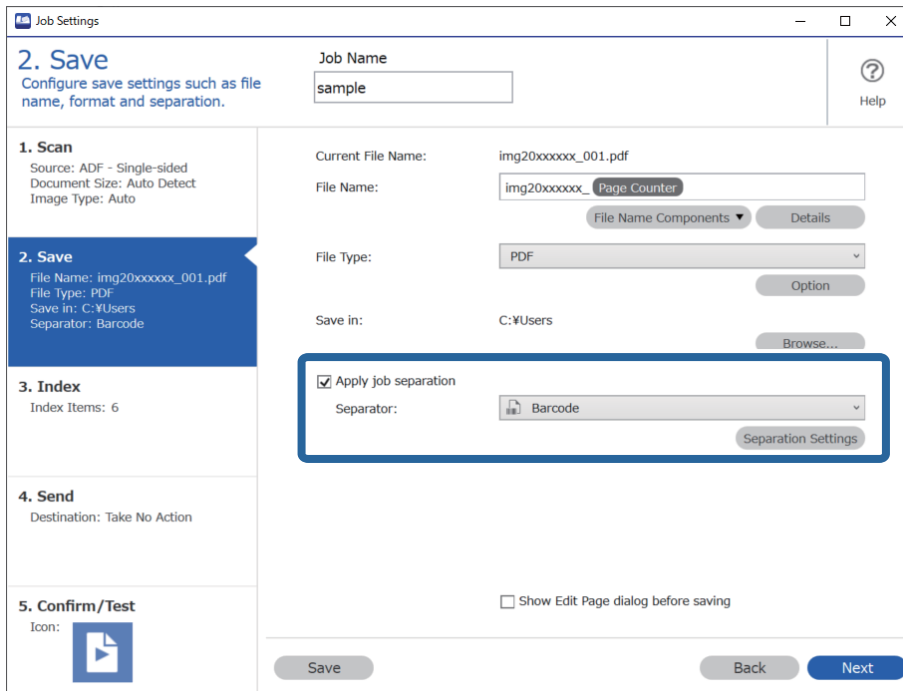 Job Settings
2. Save
Configure save settings such as file
name, format and separation.
Job Name
sample
Help
1. Scan
Source: ADF - Single-sided
Document Size: Auto Detect
Image Type: Auto
2. Save
File Name: img20xxxxxx_001.pdf
File Type: PDF
Save in: C:¥Users
Separator: Barcode
3. Index
Index Items: 6
4. Send
Destination: Take No Action
5. Confirm/Test
Icon:
Current File Name: img20xxxxxx_001.pdf
File Name: img20xxxxxx_ Page Counter
File Name Components ▼ Details
File Type: PDF
Option
Save in: C:¥Users
Browse...
Apply job separation
Separator: Barcode
Separation Settings
Show Edit Page dialog before saving
Save Back Next